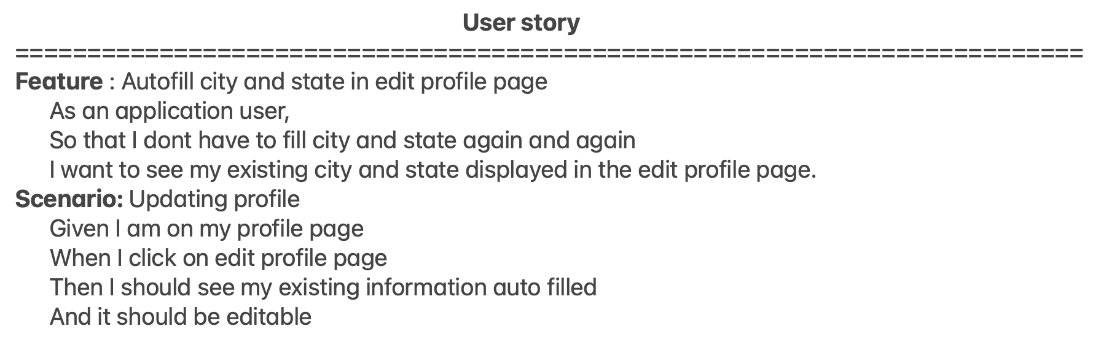 User story
==========================================================================
Feature : Autofill city and state in edit profile page
As an application user,
So that I dont have to fill city and state again and again
I want to see my existing city and state displayed in the edit profile page.
Scenario: Updating profile
Given I am on my profile page
When I click on edit profile page
Then I should see my existing information auto filled
And it should be editable